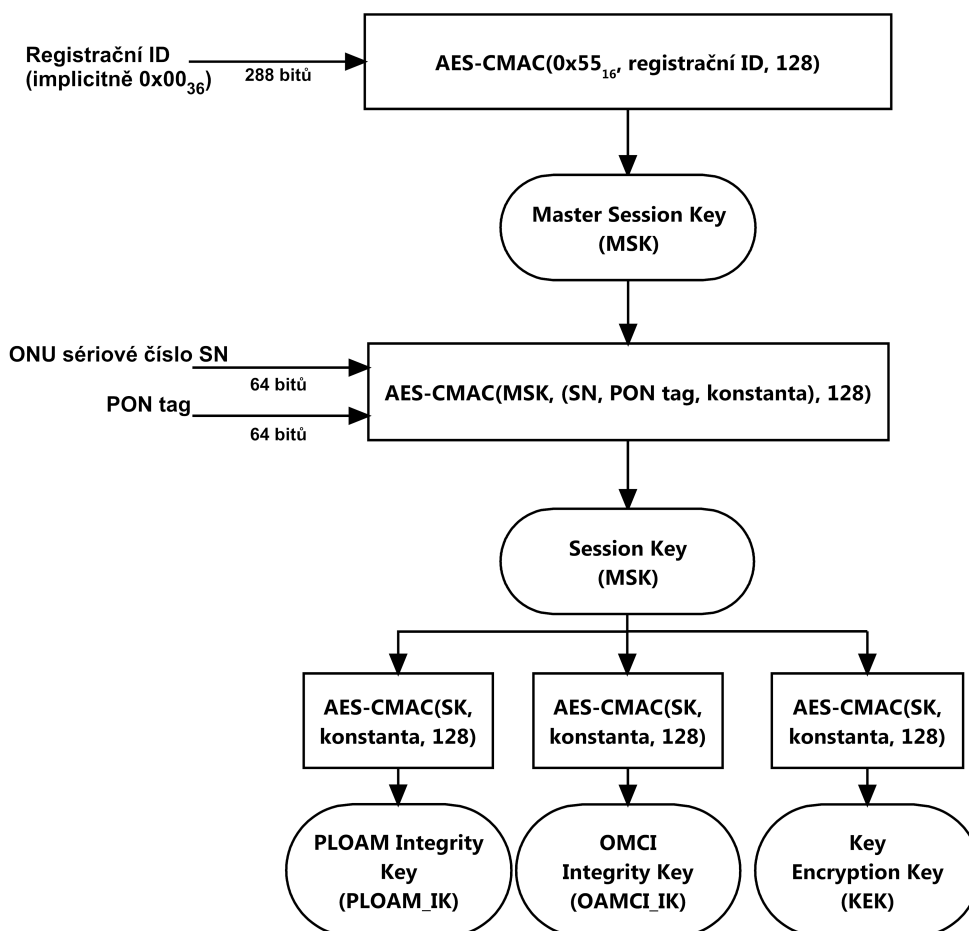 Registrační ID
(implicitně 0x00₃₆)
288 bitů
AES-CMAC(0x55₁₆, registrační ID, 128)
Master Session Key
(MSK)
ONU sériové číslo SN
64 bitů
PON tag
64 bitů
AES-CMAC(MSK, (SN, PON tag, konstanta), 128)
Session Key
(MSK)
AES-CMAC(SK,
konstanta, 128)
AES-CMAC(SK,
konstanta, 128)
AES-CMAC(SK,
konstanta, 128)
PLOAM Integrity
Key
(PLOAM_IK)
OMCI
Integrity Key
(OAMCI_IK)
Key
Encryption Key
(KEK)